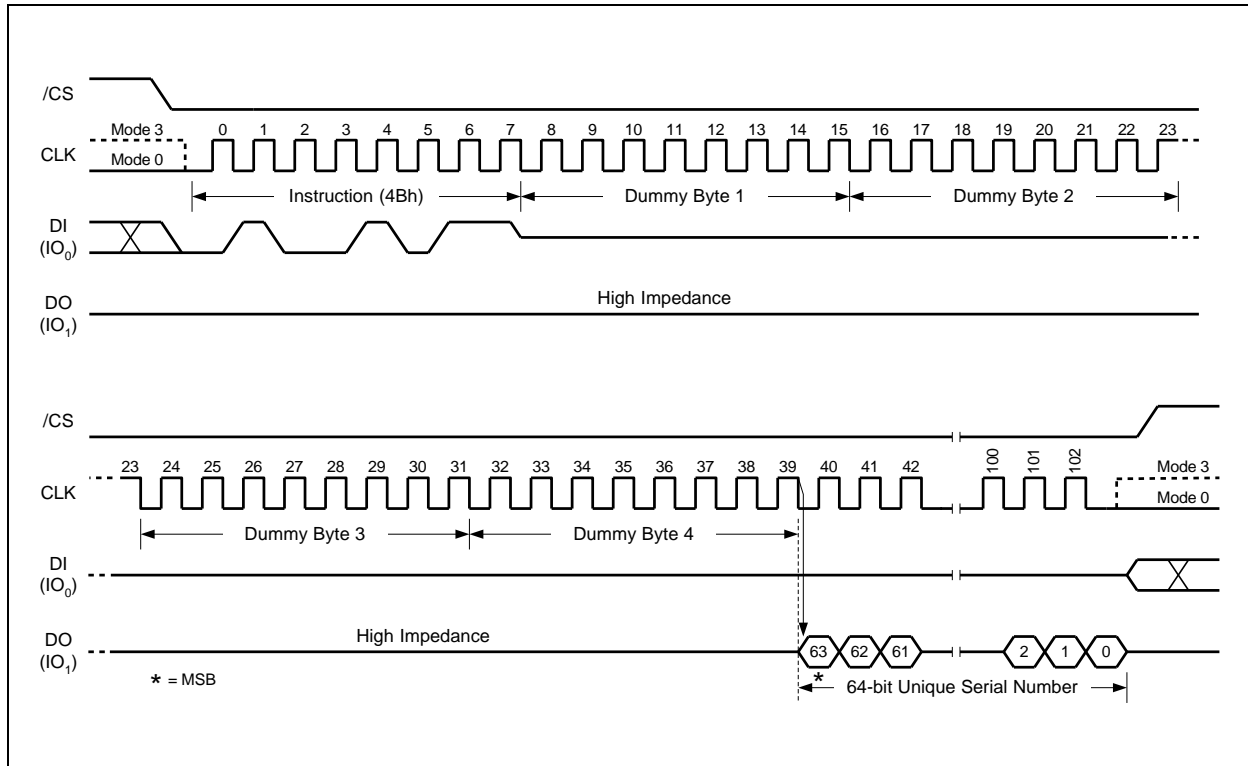 /CS
Mode 3
0 1 2 3 4 5 6 7 8 9 10 11 12 13 14 15 16 17 18 19 20 21 22 23
CLK
Mode 0
Instruction (4Bh) Dummy Byte 1 Dummy Byte 2
DI
(IO0)
DO
(IO1)
High Impedance
/CS
23 24 25 26 27 28 29 30 31 32 33 34 35 36 37 38 39 40 41 42 100 101 102
Mode 3
CLK
Mode 0
Dummy Byte 3 Dummy Byte 4
DI
(IO0)
DO
(IO1)
High Impedance
63 62 61 2 1 0
* = MSB
* 64-bit Unique Serial Number